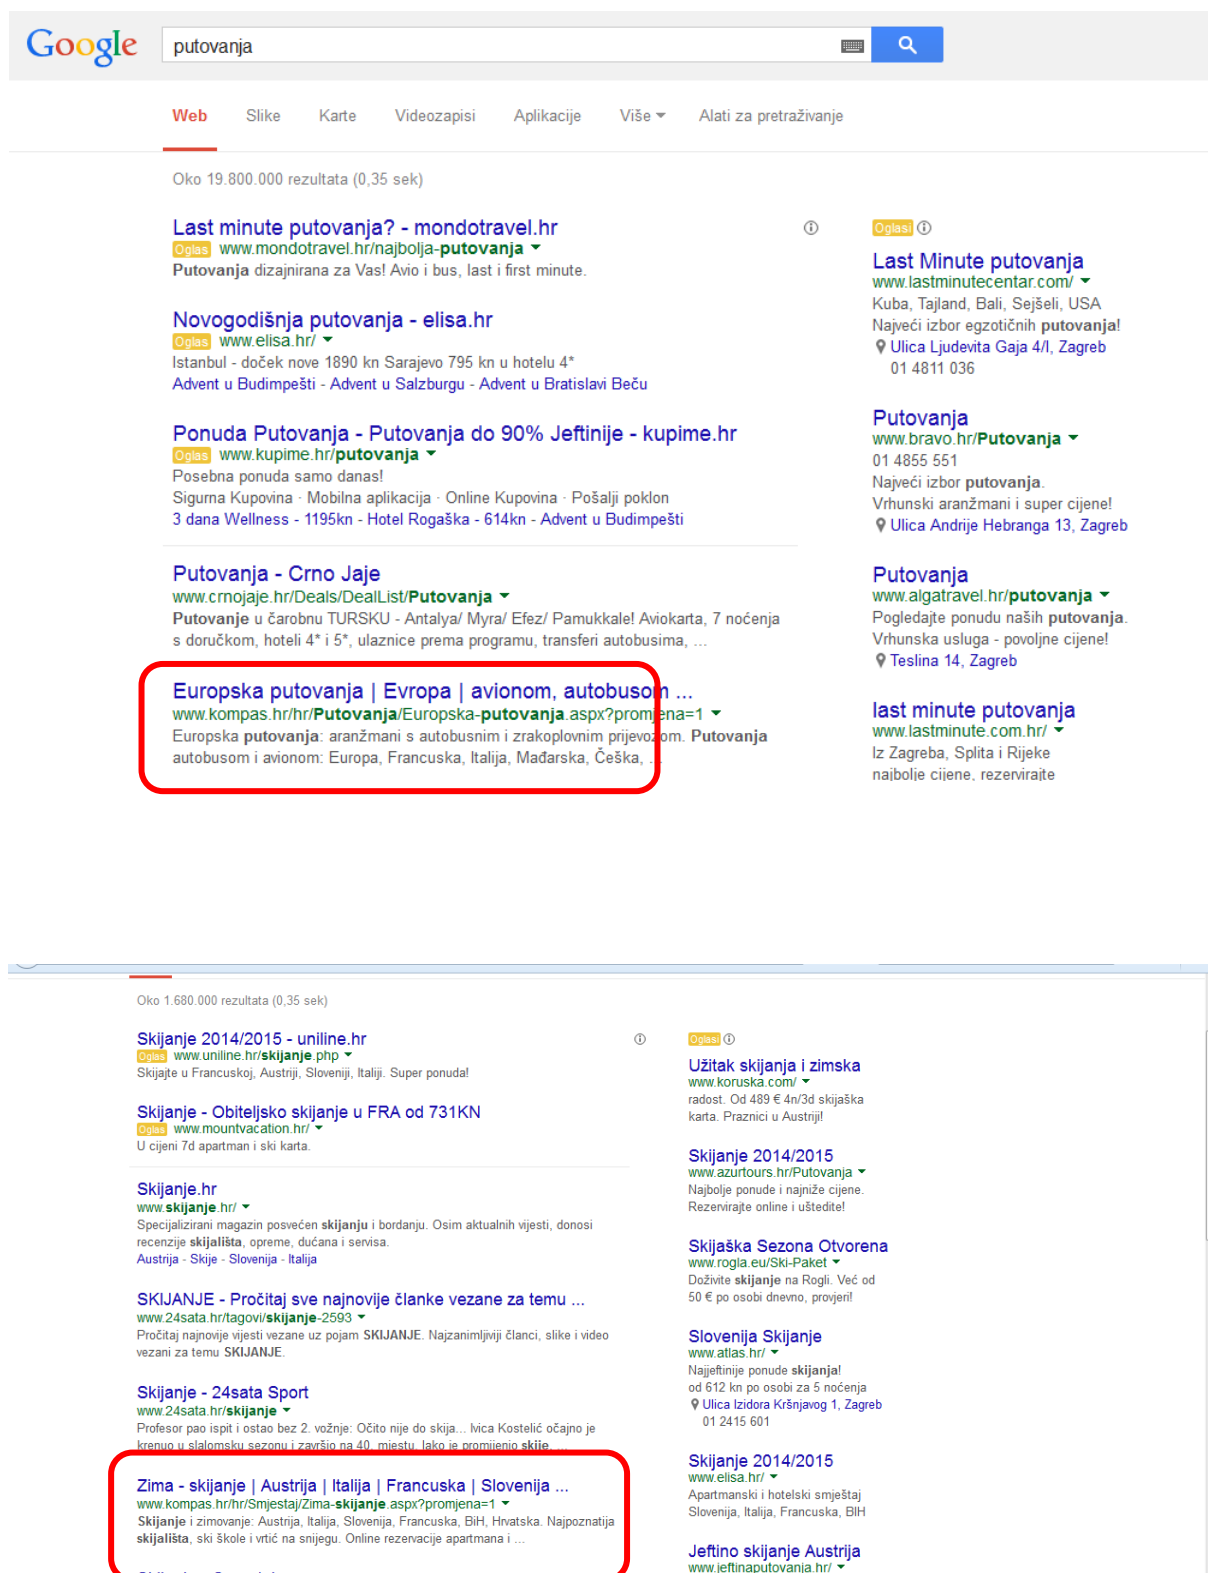 Google
putovanja
Web Slike Karte Videozapisi Aplikacije Više Alati za pretraživanje
Oko 19.800.000 rezultata (0,35 sek)
Last minute putovanja? - mondotravel.hr
Oglas www.mondotravel.hr/najbolja-putovanja
Putovanja dizajnirana za Vas! Avio i bus, last i first minute.
Novogodišnja putovanja - elisa.hr
Oglas www.elisa.hr/
Istanbul - doček nove 1890 kn Sarajevo 795 kn u hotelu 4*
Advent u Budimpešti - Advent u Salzburgu - Advent u Bratislavi Beču
Ponuda Putovanja - Putovanja do 90% Jeftinije - kupime.hr
Oglas www.kupime.hr/putovanja
Posebna ponuda samo danas!
Sigurna Kupovina · Mobilna aplikacija · Online Kupovina · Pošalji poklon
3 dana Wellness - 1195kn - Hotel Rogaška - 614kn - Advent u Budimpešti
Putovanja - Crno Jaje
www.crnojaje.hr/Deals/DealList/Putovanja
Putovanje u čarobnu TURSKU - Antalya/ Myra/ Efez/ Pamukkale! Aviokarta, 7 noćenja
s doručkom, hoteli 4* i 5*, ulaznice prema programu, transferi autobusima, ...
Europska putovanja | Evropa | avionom, autobusom ...
www.kompas.hr/hr/Putovanja/Europska-putovanja.aspx?promjena=1
Europska putovanja: aranžmani s autobusnim i zrakoplovnim prijevozom. Putovanja
autobusom i avionom: Europa, Francuska, Italija, Mađarska, Češka, ...
Oglasi
Last Minute putovanja
www.lastminutecentar.com/
Kuba, Tajland, Bali, Sejšeli, USA
Najveći izbor egzotičnih putovanja!
Ulica Ljudevita Gaja 4/I, Zagreb
01 4811 036
Putovanja
www.bravo.hr/Putovanja
01 4855 551
Najveći izbor putovanja.
Vrhunski aranžmani i super cijene!
Ulica Andrije Hebranga 13, Zagreb
Putovanja
www.algatravel.hr/putovanja
Pogledajte ponudu naših putovanja.
Vrhunska usluga - povoljne cijene!
Teslina 14, Zagreb
last minute putovanja
www.lastminute.com.hr/
Iz Zagreba, Splita i Rijeke
najbolje cijene, rezervirajte
Oko 1.680.000 rezultata (0,35 sek)
Skijanje 2014/2015 - uniline.hr
Oglas www.uniline.hr/skijanje.php
Skijajte u Francuskoj, Austriji, Sloveniji, Italiji. Super ponuda!
Skijanje - Obiteljsko skijanje u FRA od 731KN
Oglas www.mountvacation.hr/
U cijeni 7d apartman i ski karta.
Skijanje.hr
www.skijanje.hr/
Specijalizirani magazin posvećen skijanju i bordanju. Osim aktualnih vijesti, donosi
recenzije skijališta, opreme, dućana i servisa.
Austrija - Skije - Slovenija - Italija
SKIJANJE - Pročitaj sve najnovije članke vezane za temu ...
www.24sata.hr/tagovi/skijanje-2593
Pročitaj najnovije vijesti vezane uz pojam SKIJANJE. Najzanimljiviji članci, slike i video
vezani za temu SKIJANJE.
Skijanje - 24sata Sport
www.24sata.hr/skijanje
Profesor pao ispit i ostao bez 2. vožnje: Očito nije do skija... Ivica Kostelić očajno je
krenuo u slalomsku sezonu i završio na 40. mjestu. Iako je promijenio skije, ...
Zima - skijanje | Austrija | Italija | Francuska | Slovenija ...
www.kompas.hr/hr/Smjestaj/Zima-skijanje.aspx?promjena=1
Skijanje i zimovanje: Austrija, Italija, Slovenija, Francuska, BiH, Hrvatska. Najpoznatija
skijališta, ski škole i vrtić na snijegu. Online rezervacije apartmana i ...
Oglasi
Užitak skijanja i zimska
www.koruska.com/
radost. Od 489 € 4n/3d skijaška
karta. Praznici u Austriji!
Skijanje 2014/2015
www.azurtours.hr/Putovanja
Najbolje ponude i najniže cijene.
Rezervirajte online i uštedite!
Skijaška Sezona Otvorena
www.rogla.eu/Ski-Paket
Doživite skijanje na Rogli. Već od
50 € po osobi dnevno, provjeri!
Slovenija Skijanje
www.atlas.hr/
Najjeftinije ponude skijanja!
od 612 kn po osobi za 5 noćenja
Ulica Izidora Kršnjavog 1, Zagreb
01 2415 601
Skijanje 2014/2015
www.elisa.hr/
Apartmanski i hotelski smještaj
Slovenija, Italija, Francuska, BIH
Jeftino skijanje Austrija
www.jeftinaputovanja.hr/